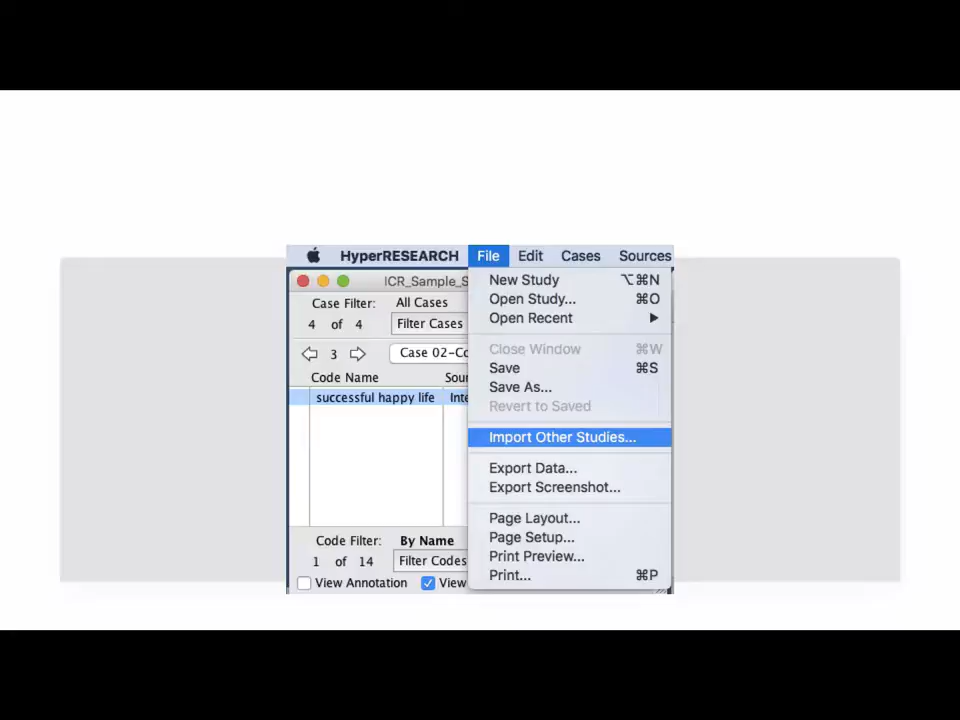 HyperRESEARCH File Edit Cases Sources
ICR_Sample_S
Case Filter: All Cases
4 of 4 Filter Cases
3 Case 02-Co
Code Name Sour
successful happy life Inte
Code Filter: By Name
1 of 14 Filter Codes
View Annotation View
New Study ⌥⌘N
Open Study... ⌘O
Open Recent ▶
Close Window ⌘W
Save ⌘S
Save As...
Revert to Saved
Import Other Studies...
Export Data...
Export Screenshot...
Page Layout...
Page Setup...
Print Preview...
Print... ⌘P